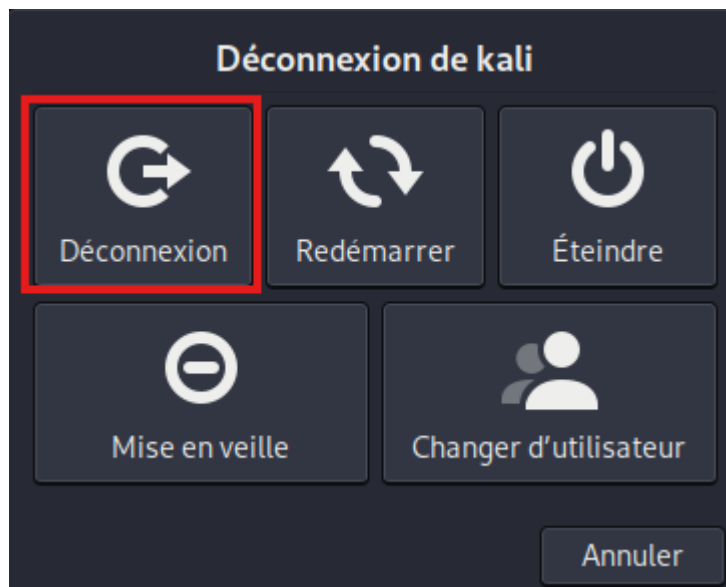 Déconnexion de kali
Déconnexion
Redémarrer
Éteindre
Mise en veille
Changer d'utilisateur
Annuler